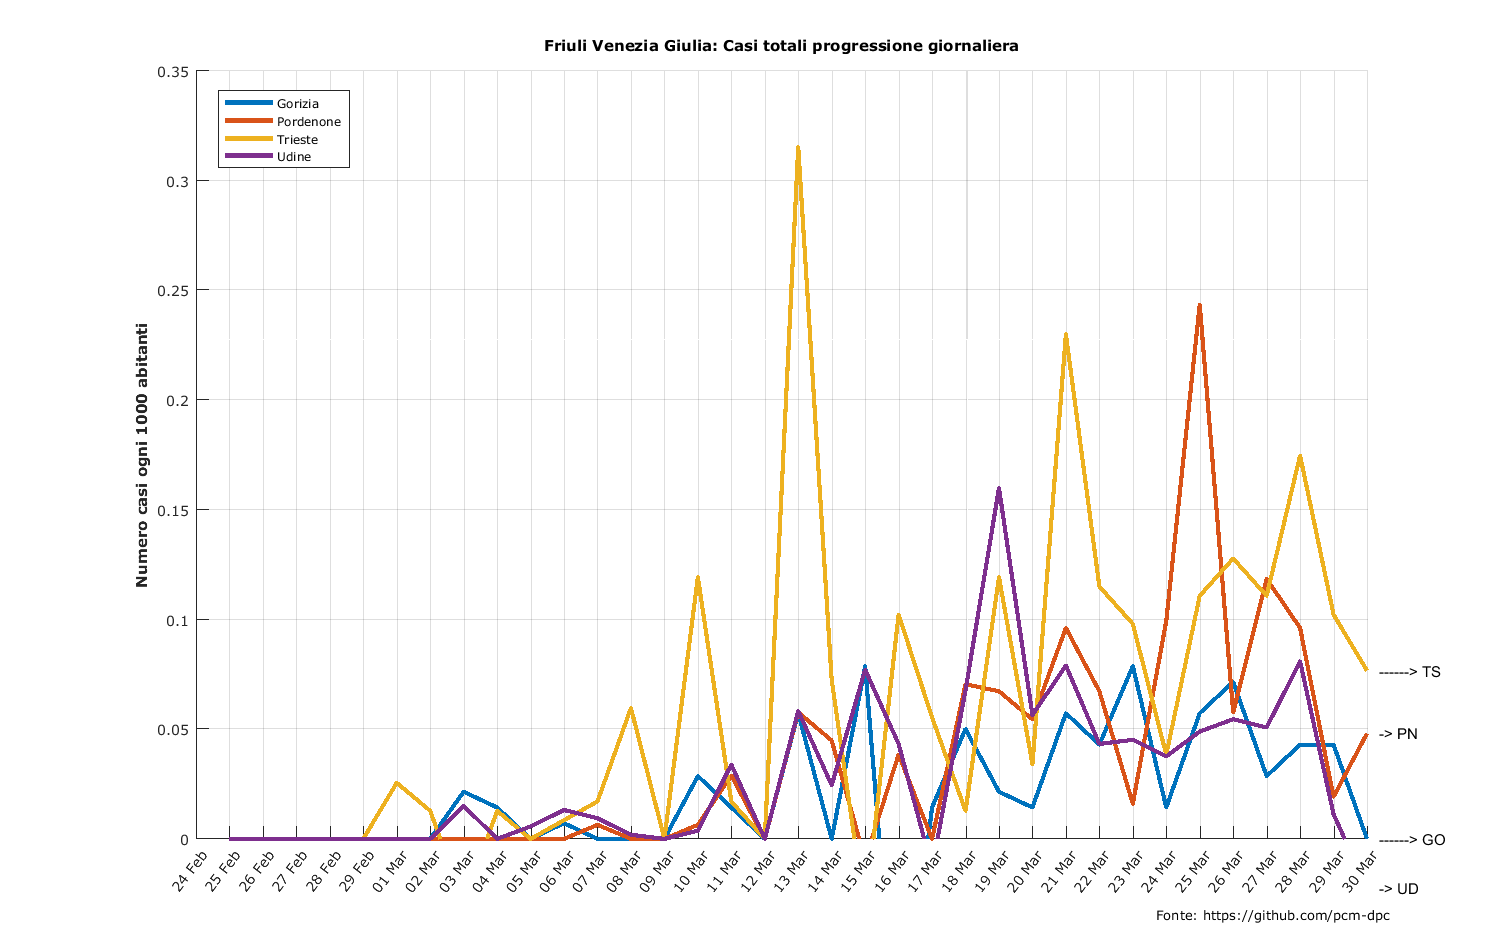 Friuli Venezia Giulia: Casi totali progressione giornaliera
Numero casi ogni 1000 abitanti
0.35
0.3
0.25
0.2
0.15
0.1
0.05
0
Gorizia
Pordenone
Trieste
Udine
24 Feb
25 Feb
26 Feb
27 Feb
28 Feb
29 Feb
01 Mar
02 Mar
03 Mar
04 Mar
05 Mar
06 Mar
07 Mar
08 Mar
09 Mar
10 Mar
11 Mar
12 Mar
13 Mar
14 Mar
15 Mar
16 Mar
17 Mar
18 Mar
19 Mar
20 Mar
21 Mar
22 Mar
23 Mar
24 Mar
25 Mar
26 Mar
27 Mar
28 Mar
29 Mar
30 Mar
------> TS
-> PN
------> GO
-> UD
Fonte: https://github.com/pcm-dpc